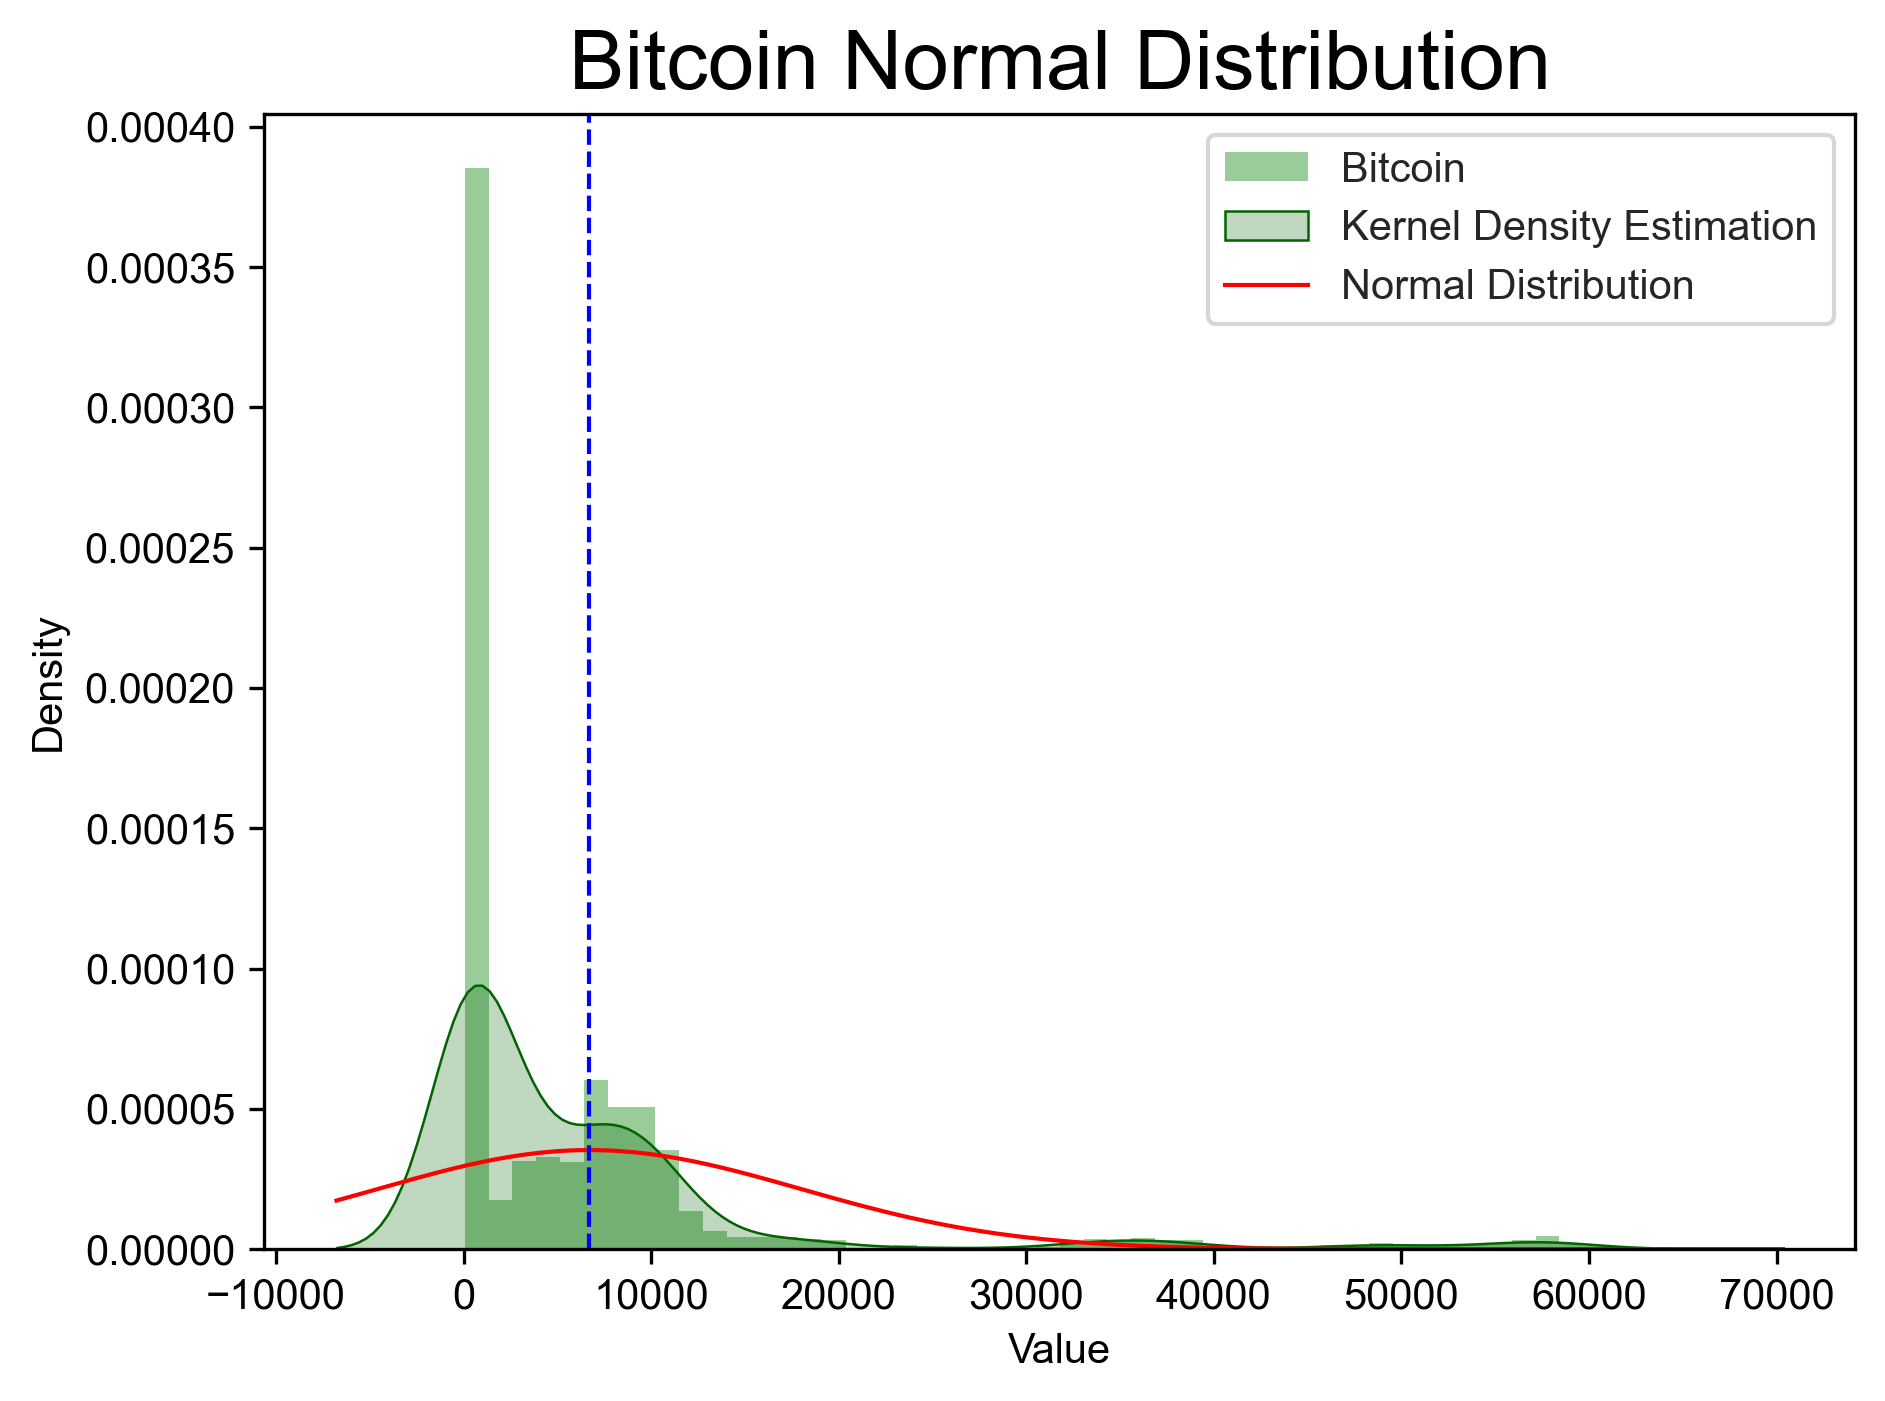 Bitcoin Normal Distribution
0.00040
0.00035
0.00030
0.00025
0.00020
0.00015
0.00010
0.00005
0.00000
Density
Bitcoin
Kernel Density Estimation
Normal Distribution
−10000 0 10000 20000 30000 40000 50000 60000 70000
Value